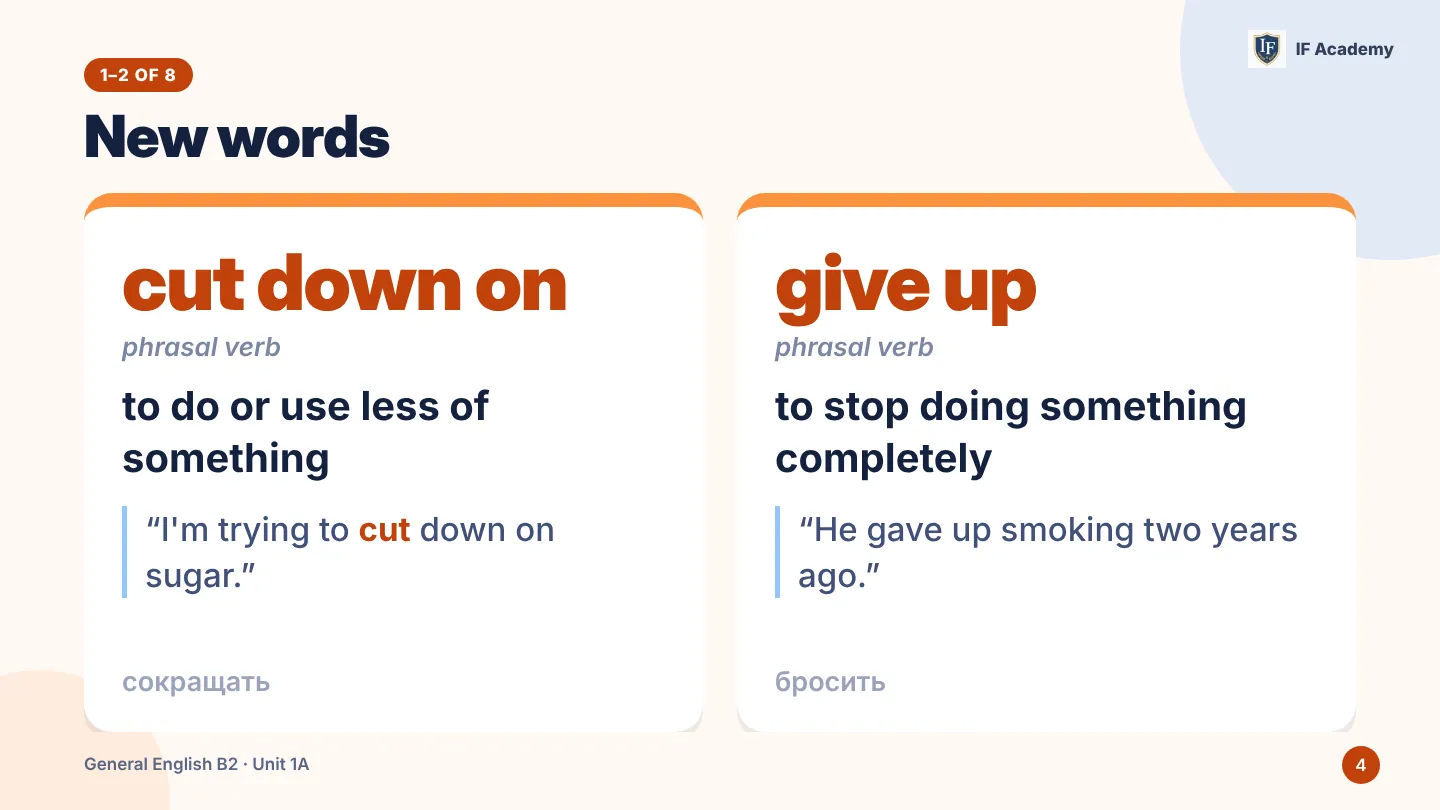 IF Academy
1–2 OF 8
New words
cut down on
phrasal verb
to do or use less of
something
“I'm trying to cut down on
sugar.”
сокращать
give up
phrasal verb
to stop doing something
completely
“He gave up smoking two years
ago.”
бросить
General English B2 · Unit 1A
4